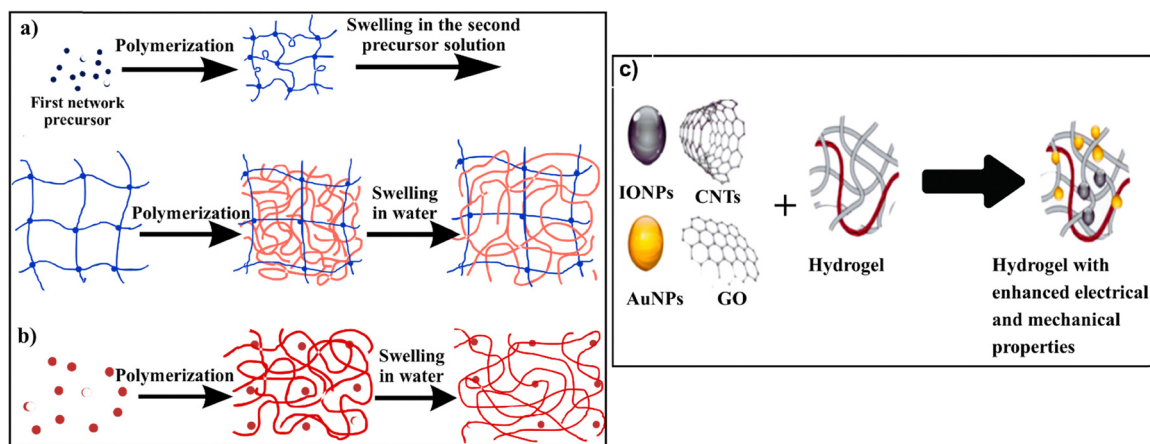 a)
Polymerization
Swelling in the second
precursor solution
First network
precursor
Polymerization
Swelling
in water
b)
Polymerization
Swelling
in water
c)
IONPs
CNTs
+
AuNPs
GO
Hydrogel
Hydrogel with
enhanced electrical
and mechanical
properties